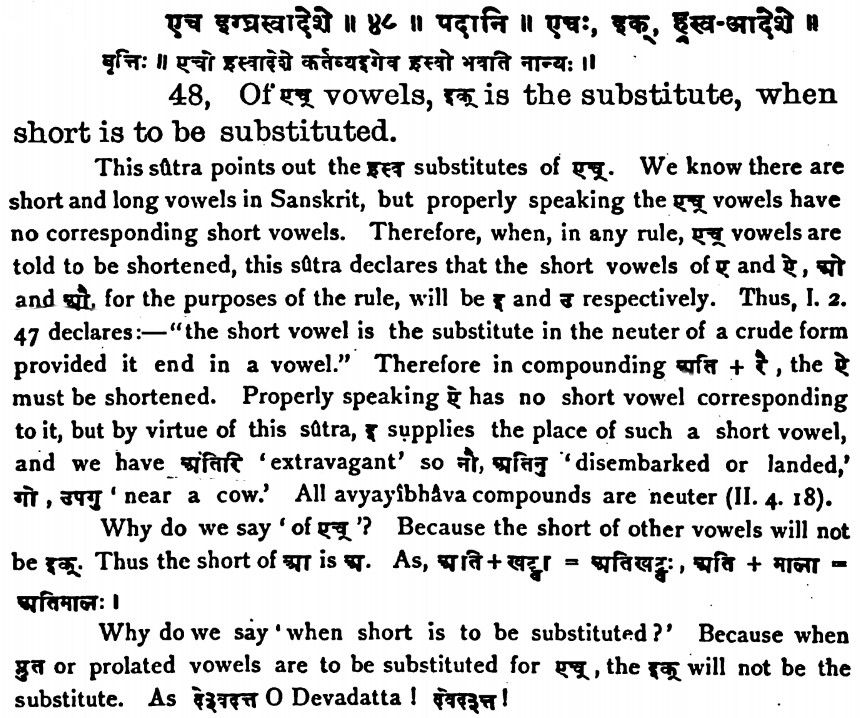 एच इग्घ्रस्वादेशे ॥ ४८ ॥ पदानि ॥ एचः, इक्, ह्रस्व-आदेशे ॥
वृत्तिः ॥ एचो ह्रस्वादेशे कर्तव्यइगेव ह्रस्वो भवति नान्यः ॥
48, Of एच् vowels, इक् is the substitute, when
short is to be substituted.
This sûtra points out the ह्रस्व substitutes of एच्. We know there are
short and long vowels in Sanskrit, but properly speaking the एच् vowels have
no corresponding short vowels. Therefore, when, in any rule, एच् vowels are
told to be shortened, this sûtra declares that the short vowels of ए and ऐ, ओ
and औ, for the purposes of the rule, will be इ and उ respectively. Thus, I. 2.
47 declares:—"the short vowel is the substitute in the neuter of a crude form
provided it end in a vowel." Therefore in compounding अति + रै, the ऐ
must be shortened. Properly speaking ऐ has no short vowel corresponding
to it, but by virtue of this sûtra, इ supplies the place of such a short vowel,
and we have अतिरि 'extravagant' so नौ, अतिनु 'disembarked or landed,'
गो, उपगु 'near a cow.' All avyayîbhâva compounds are neuter (II. 4. 18).
Why do we say 'of एच्'? Because the short of other vowels will not
be इक्. Thus the short of आ is अ. As, अति + खट्वा = अतिखट्वः, अति + माला =
अतिमालः ।
Why do we say 'when short is to be substituted?' Because when
प्लुत or prolated vowels are to be substituted for एच्, the इक् will not be the
substitute. As दे३वदत्त O Devadatta ! देवद३त्त !